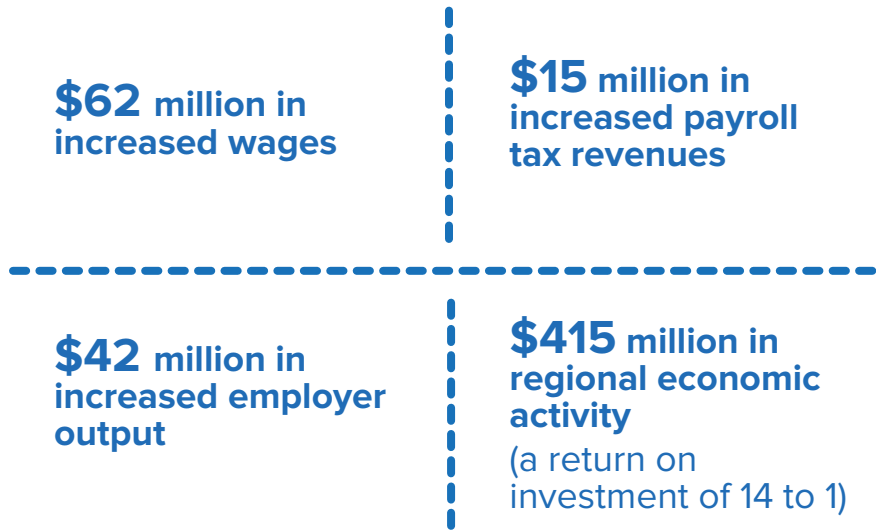 $62 million in
increased wages
$15 million in
increased payroll
tax revenues
$42 million in
increased employer
output
$415 million in
regional economic
activity
(a return on
investment of 14 to 1)